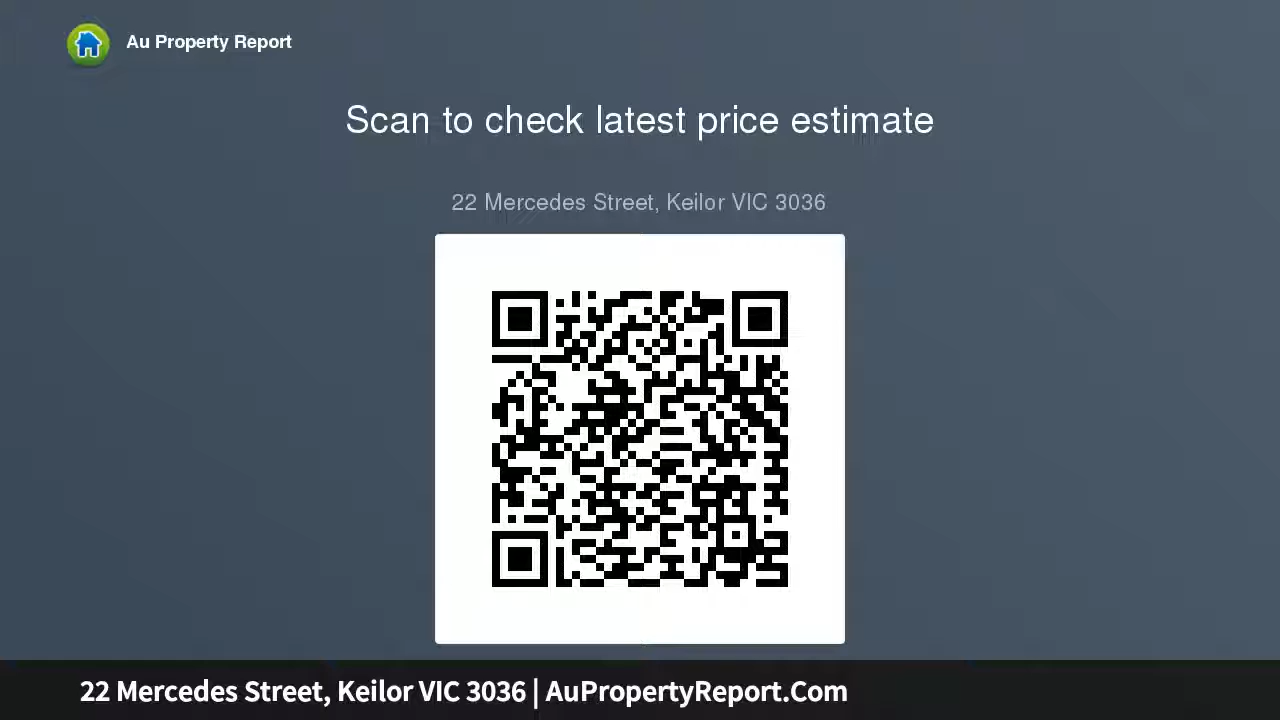 Au Property Report
Scan to check latest price estimate
22 Mercedes Street, Keilor VIC 3036
22 Mercedes Street, Keilor VIC 3036 | AuPropertyReport.Com